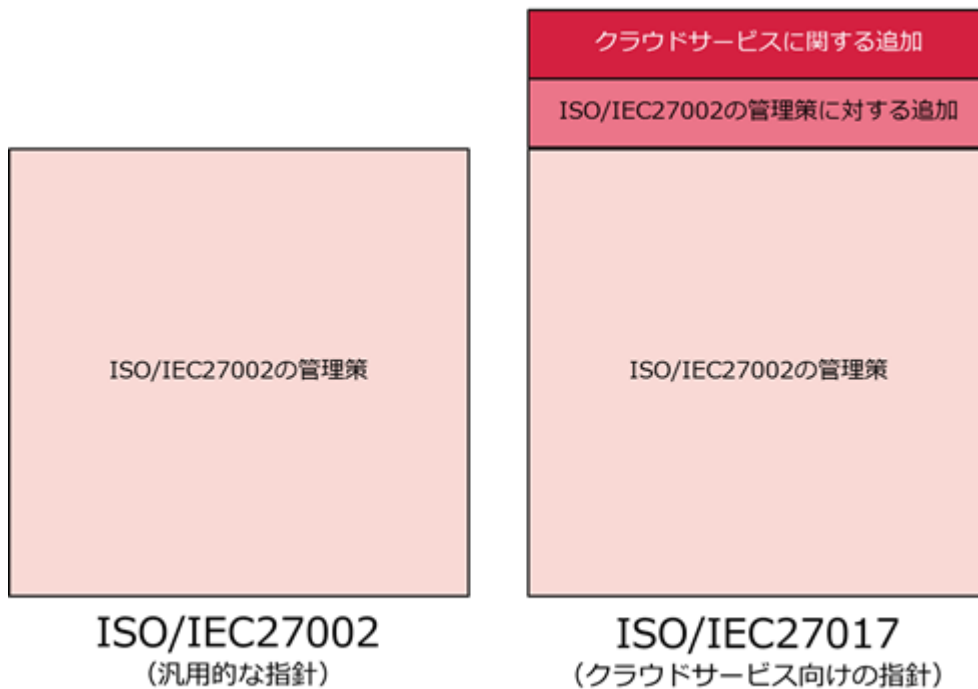 クラウドサービスに関する追加
ISO/IEC27002の管理策に対する追加
ISO/IEC27002の管理策
ISO/IEC27002の管理策
ISO/IEC27002
（汎用的な指針）
ISO/IEC27017
（クラウドサービス向けの指針）